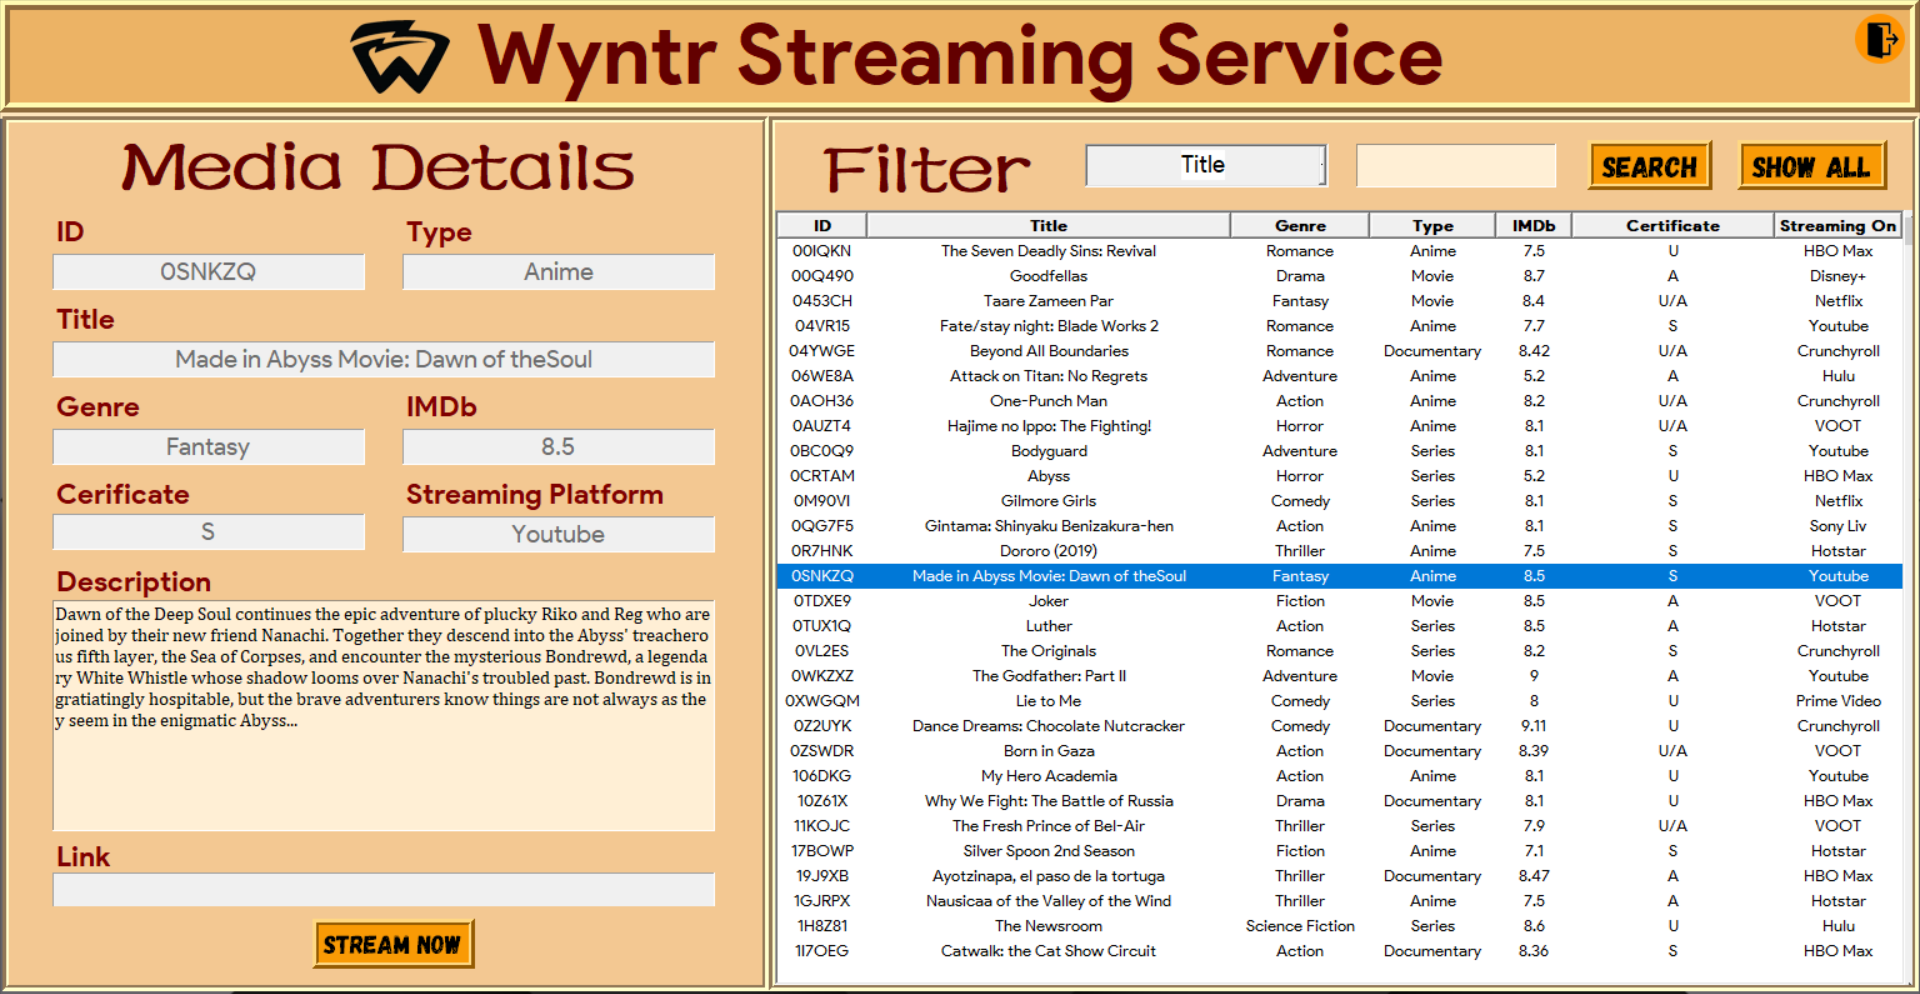 Wyntr Streaming Service
Media Details
ID
Type
0SNKZQ
Anime
Title
Made in Abyss Movie: Dawn of theSoul
Genre
IMDb
Fantasy
8.5
Cerificate
Streaming Platform
S
Youtube
Description
Dawn of the Deep Soul continues the epic adventure of plucky Riko and Reg who are
joined by their new friend Nanachi. Together they descend into the Abyss' treachero
us fifth layer, the Sea of Corpses, and encounter the mysterious Bondrewd, a legenda
ry White Whistle whose shadow looms over Nanachi's troubled past. Bondrewd is in
gratiatingly hospitable, but the brave adventurers know things are not always as the
y seem in the enigmatic Abyss...
Link
STREAM NOW
Filter
Title
SEARCH
SHOW ALL
ID Title Genre Type IMDb Certificate Streaming On
00IQKN The Seven Deadly Sins: Revival Romance Anime 7.5 U HBO Max
00Q490 Goodfellas Drama Movie 8.7 A Disney+
0453CH Taare Zameen Par Fantasy Movie 8.4 U/A Netflix
04VR15 Fate/stay night: Blade Works 2 Romance Anime 7.7 S Youtube
04YWGE Beyond All Boundaries Romance Documentary 8.42 U/A Crunchyroll
06WE8A Attack on Titan: No Regrets Adventure Anime 5.2 A Hulu
0AOH36 One-Punch Man Action Anime 8.2 U/A Crunchyroll
0AUZT4 Hajime no Ippo: The Fighting! Horror Anime 8.1 U/A VOOT
0BC0Q9 Bodyguard Adventure Series 8.1 S Youtube
0CRTAM Abyss Horror Series 5.2 U HBO Max
0M90VI Gilmore Girls Comedy Series 8.1 S Netflix
0QG7F5 Gintama: Shinyaku Benizakura-hen Action Anime 8.1 S Sony Liv
0R7HNK Dororo (2019) Thriller Anime 7.5 S Hotstar
0SNKZQ Made in Abyss Movie: Dawn of theSoul Fantasy Anime 8.5 S Youtube
0TDXE9 Joker Fiction Movie 8.5 A VOOT
0TUX1Q Luther Action Series 8.5 A Hotstar
0VL2ES The Originals Romance Series 8.2 S Crunchyroll
0WKZXZ The Godfather: Part II Adventure Movie 9 A Youtube
0XWGQM Lie to Me Comedy Series 8 U Prime Video
0Z2UYK Dance Dreams: Chocolate Nutcracker Comedy Documentary 9.11 U Crunchyroll
0ZSWDR Born in Gaza Action Documentary 8.39 U/A VOOT
106DKG My Hero Academia Action Anime 8.1 U Youtube
10Z61X Why We Fight: The Battle of Russia Drama Documentary 8.1 U HBO Max
11KOJC The Fresh Prince of Bel-Air Thriller Series 7.9 U/A VOOT
17BOWP Silver Spoon 2nd Season Fiction Anime 7.1 S Hotstar
19J9XB Ayotzinapa, el paso de la tortuga Thriller Documentary 8.47 A HBO Max
1GJRPX Nausicaa of the Valley of the Wind Thriller Anime 7.5 A Hotstar
1H8Z81 The Newsroom Science Fiction Series 8.6 U Hulu
1I7OEG Catwalk: the Cat Show Circuit Action Documentary 8.36 S HBO Max